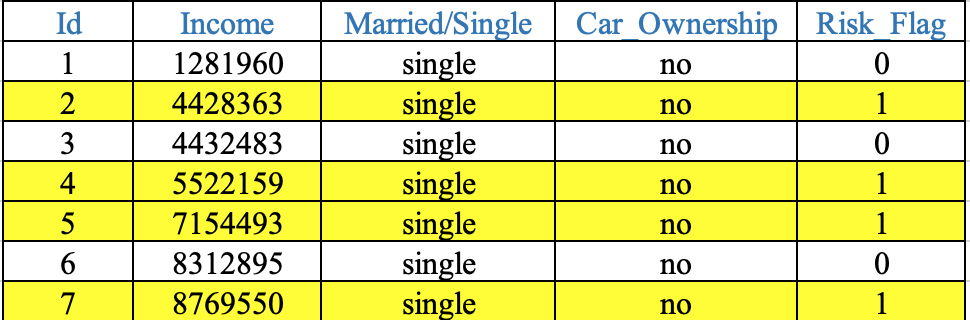 Id Income Married/Single Car_Ownership Risk_Flag
1 1281960 single no 0
2 4428363 single no 1
3 4432483 single no 0
4 5522159 single no 1
5 7154493 single no 1
6 8312895 single no 0
7 8769550 single no 1